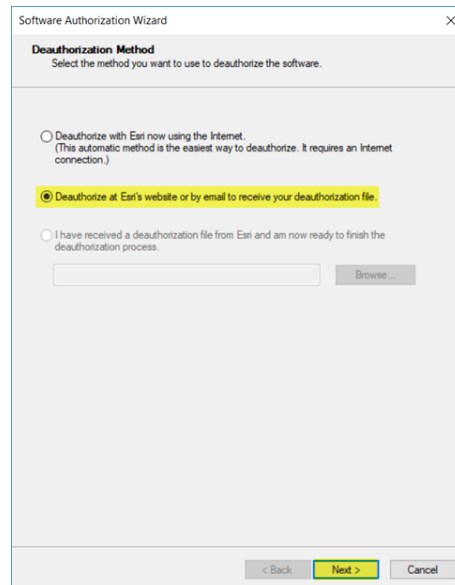 Software Authorization Wizard
Deauthorization Method
Select the method you want to use to deauthorize the software.
Deauthorize with Esri now using the Internet.
(This automatic method is the easiest way to deauthorize. It requires an Internet
connection.)
Deauthorize at Esri's website or by email to receive your deauthorization file.
I have received a deauthorization file from Esri and am now ready to finish the
deauthorization process.
Browse...
< Back Next > Cancel